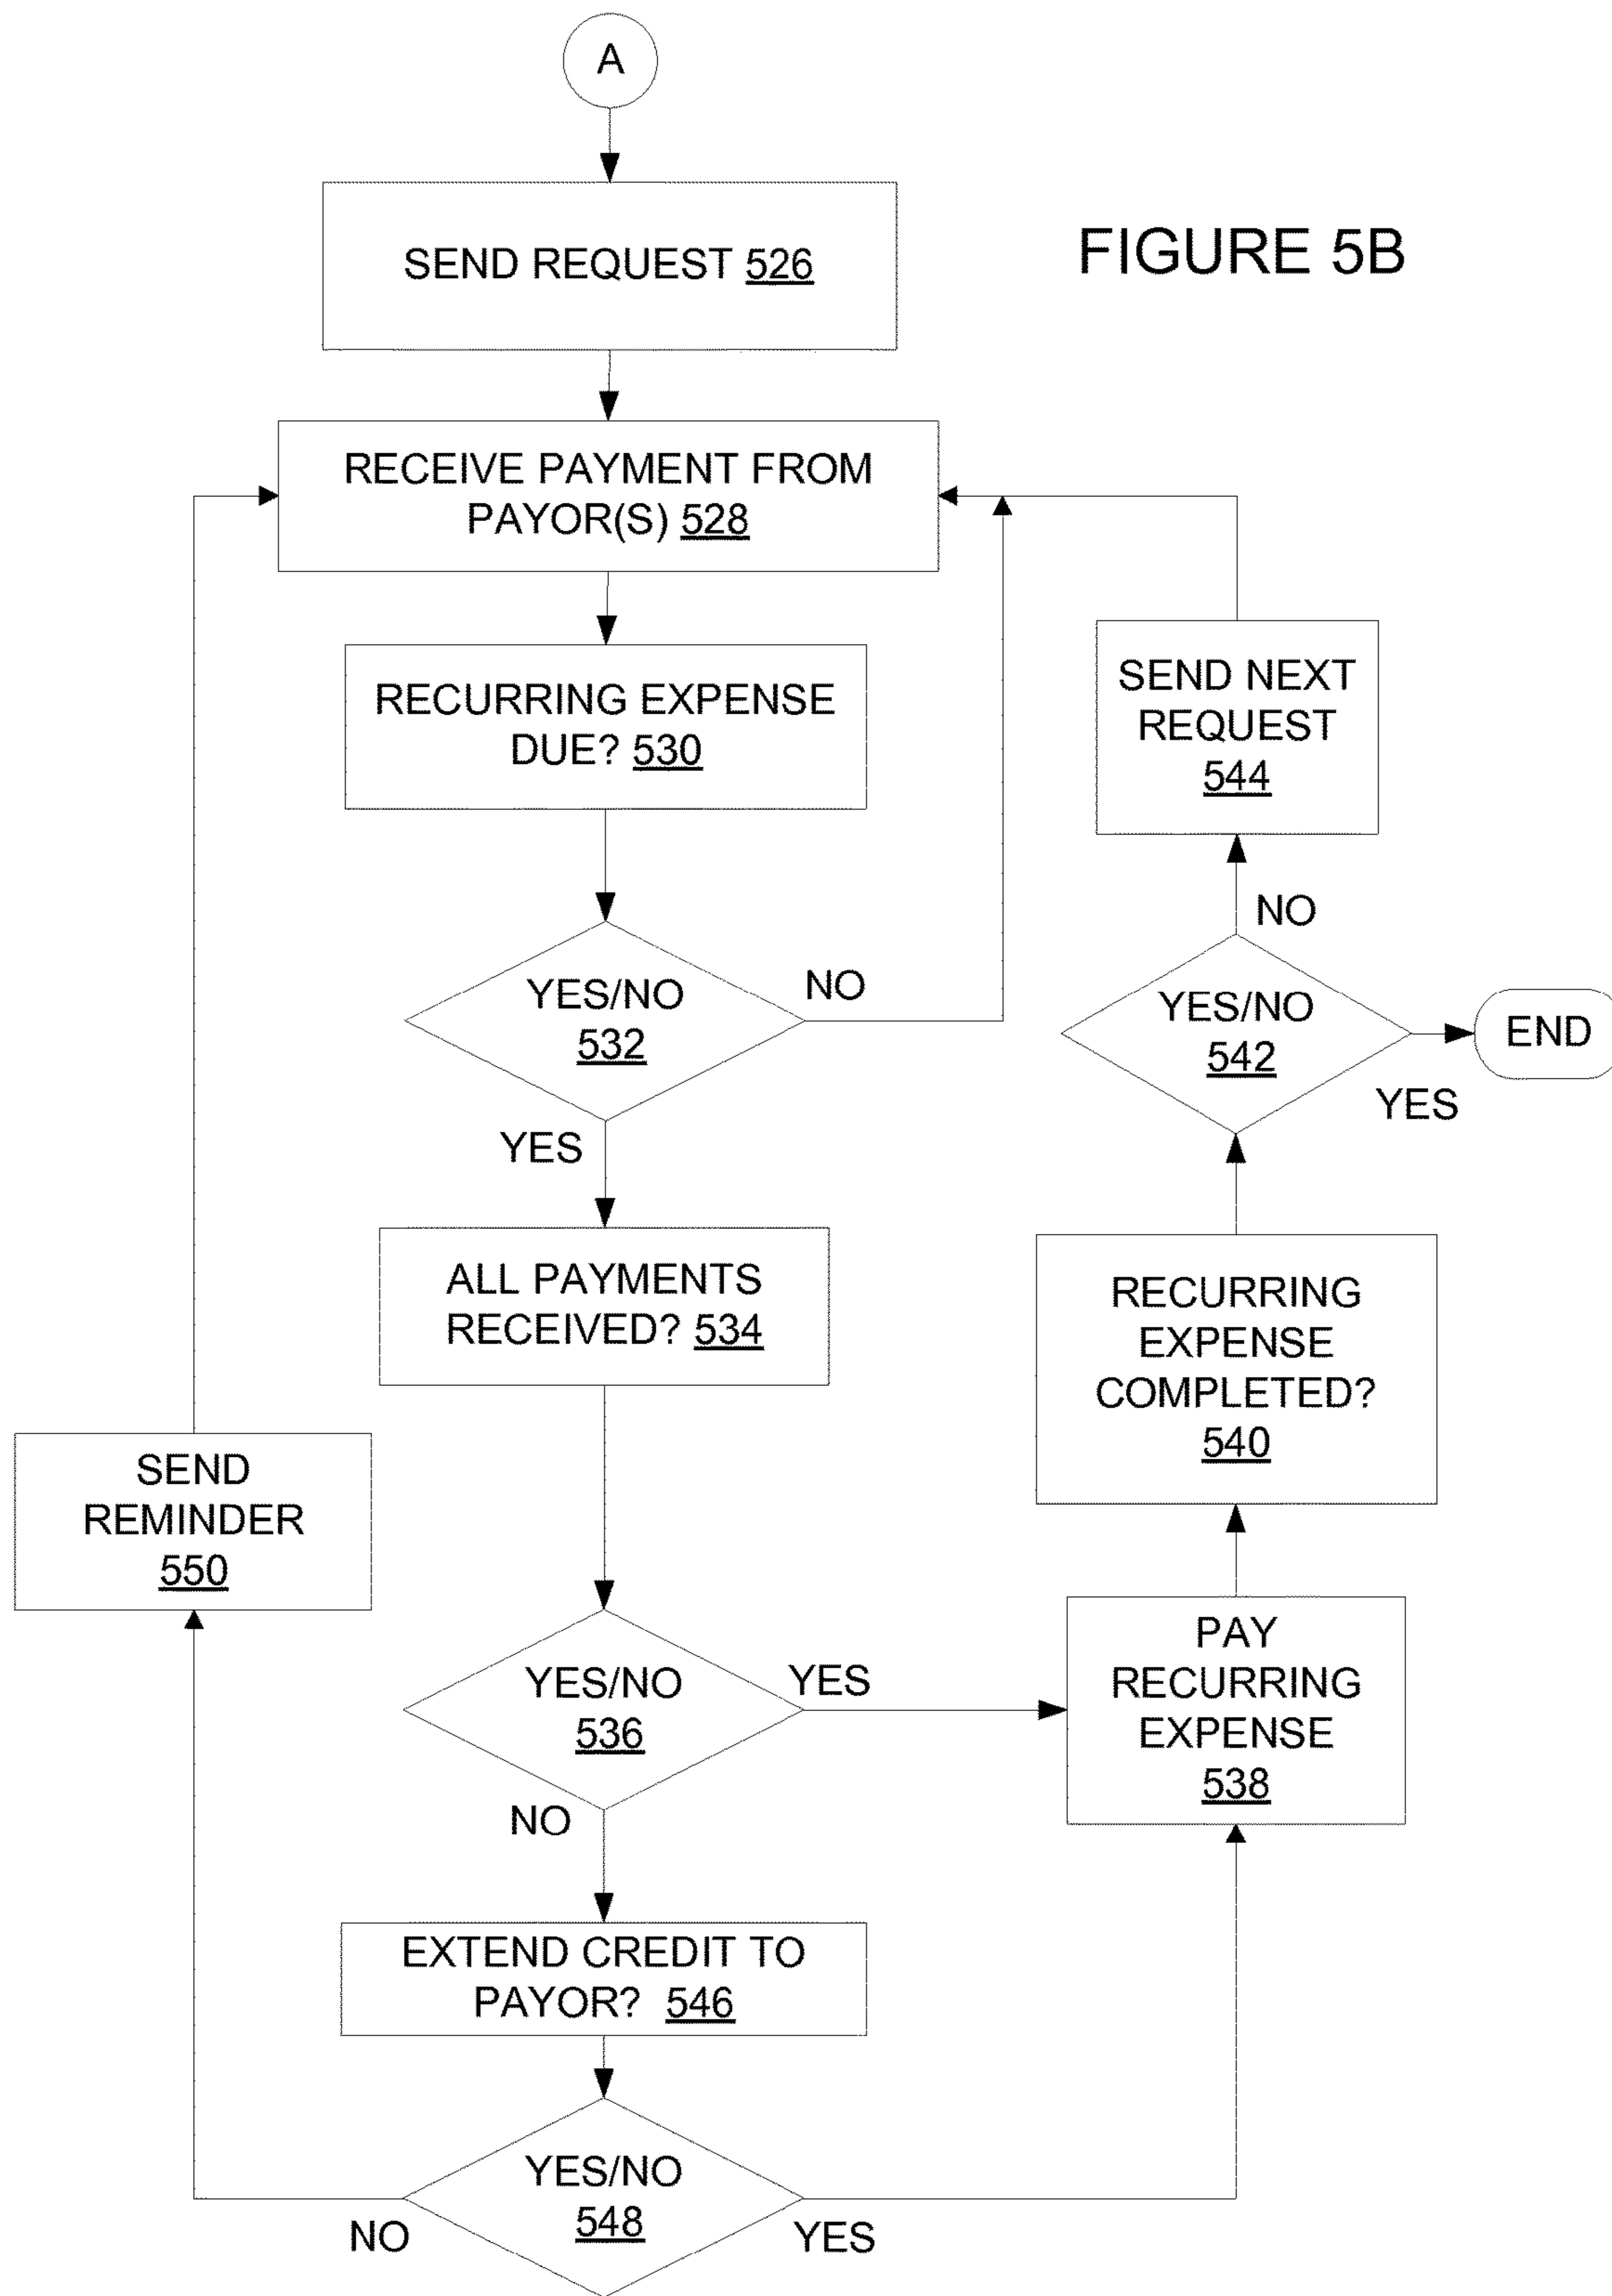 A
SEND REQUEST 526
FIGURE 5B
RECEIVE PAYMENT FROM
PAYOR(S) 528
RECURRING EXPENSE
DUE? 530
SEND NEXT
REQUEST
544
NO
YES/NO
532
NO
YES
YES/NO
542
END
YES
ALL PAYMENTS
RECEIVED? 534
RECURRING
EXPENSE
COMPLETED?
540
SEND
REMINDER
550
YES/NO
536
YES
NO
PAY
RECURRING
EXPENSE
538
EXTEND CREDIT TO
PAYOR? 546
YES/NO
548
NO
YES